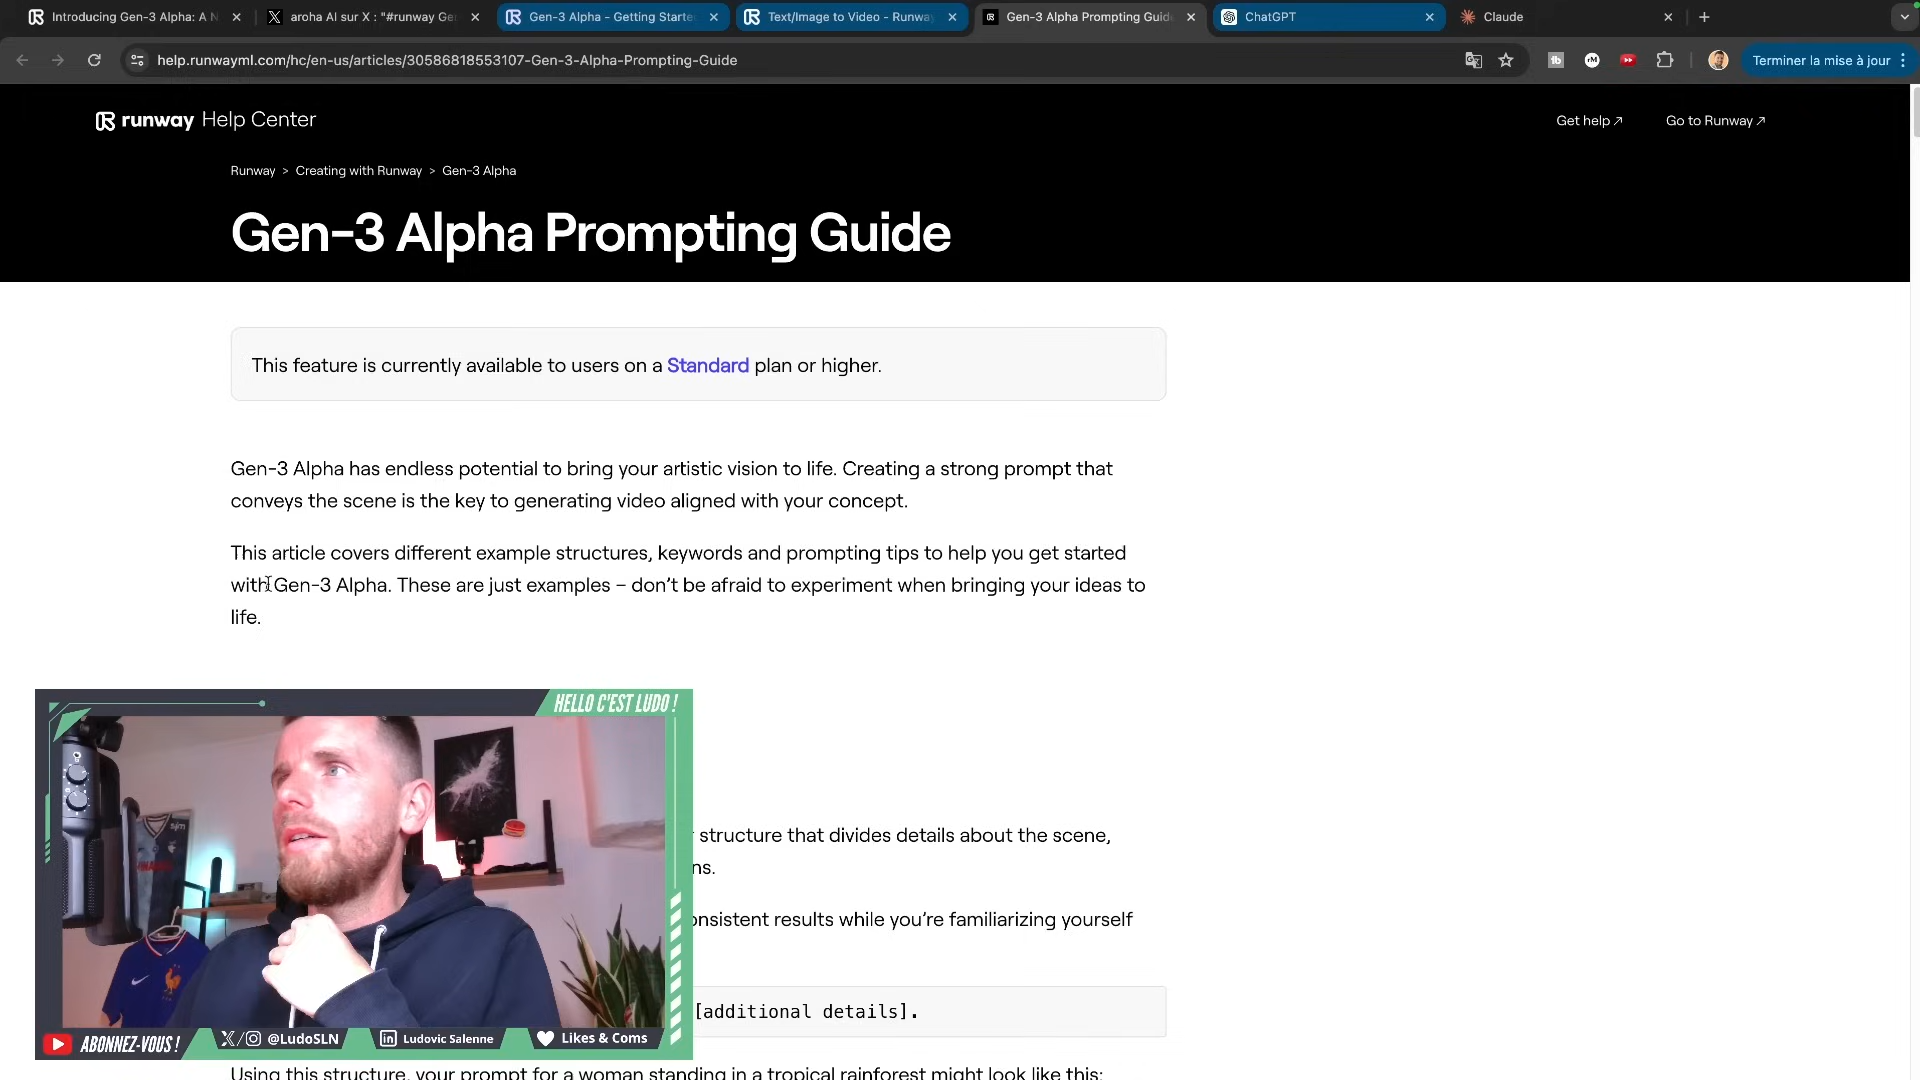 Introducing Gen-3 Alpha: A N
aroha AI sur X : "#runway Ge
Gen-3 Alpha - Getting Starte
Text/Image to Video - Runway
Gen-3 Alpha Prompting Guide
ChatGPT
Claude
help.runwayml.com/hc/en-us/articles/30586818553107-Gen-3-Alpha-Prompting-Guide
Terminer la mise à jour
runway Help Center
Get help ↗
Go to Runway ↗
Runway > Creating with Runway > Gen-3 Alpha
Gen-3 Alpha Prompting Guide
This feature is currently available to users on a Standard plan or higher.
Gen-3 Alpha has endless potential to bring your artistic vision to life. Creating a strong prompt that
conveys the scene is the key to generating video aligned with your concept.
This article covers different example structures, keywords and prompting tips to help you get started
with Gen-3 Alpha. These are just examples – don't be afraid to experiment when bringing your ideas to
life.
HELLO C'EST LUDO !
structure that divides details about the scene,
ns.
onsistent results while you're familiarizing yourself
[additional details].
ABONNEZ-VOUS !
X/ @LudoSLN
in Ludovic Salenne
Likes & Coms
Using this structure, your prompt for a woman standing in a tropical rainforest might look like this: